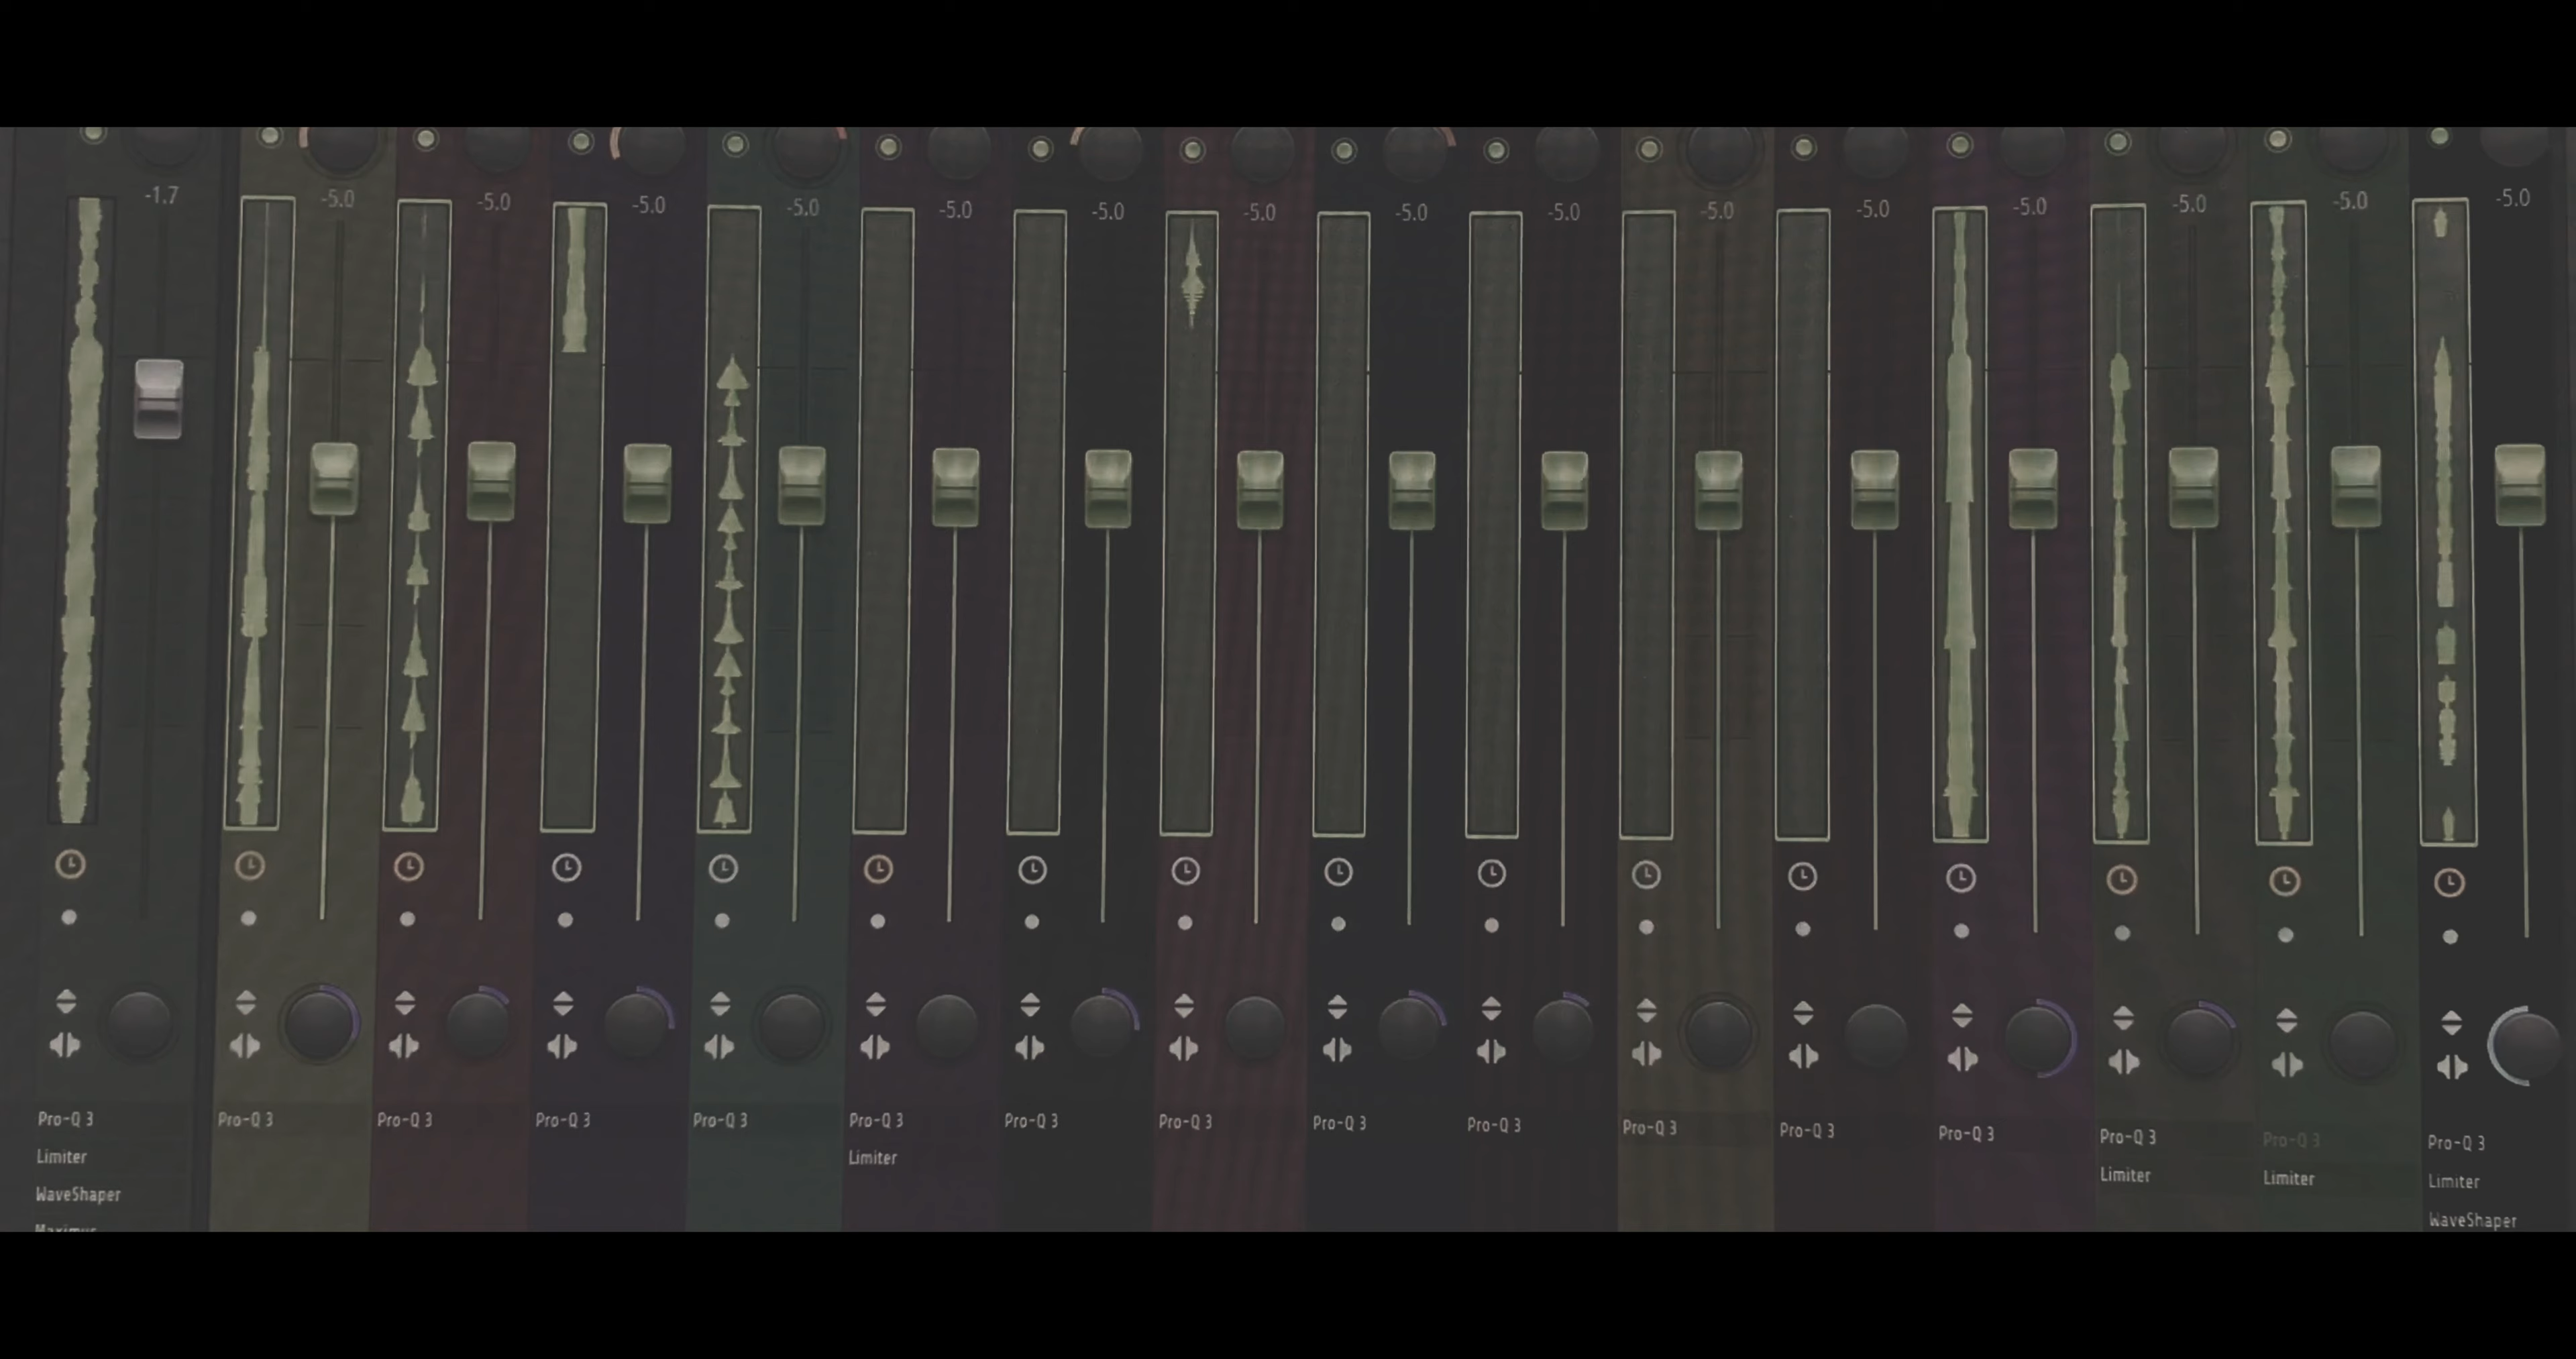 -1.7 -5.0 -5.0 -5.0 -5.0 -5.0 -5.0 -5.0 -5.0 -5.0 -5.0 -5.0 -5.0 -5.0 -5.0 -5.0
Pro-Q 3 Pro-Q 3 Pro-Q 3 Pro-Q 3 Pro-Q 3 Pro-Q 3 Pro-Q 3 Pro-Q 3 Pro-Q 3 Pro-Q 3 Pro-Q 3 Pro-Q 3 Pro-Q 3 Pro-Q 3 Pro-Q 3 Pro-Q 3
Limiter Limiter Limiter Limiter Limiter
WaveShaper WaveShaper
Maximus